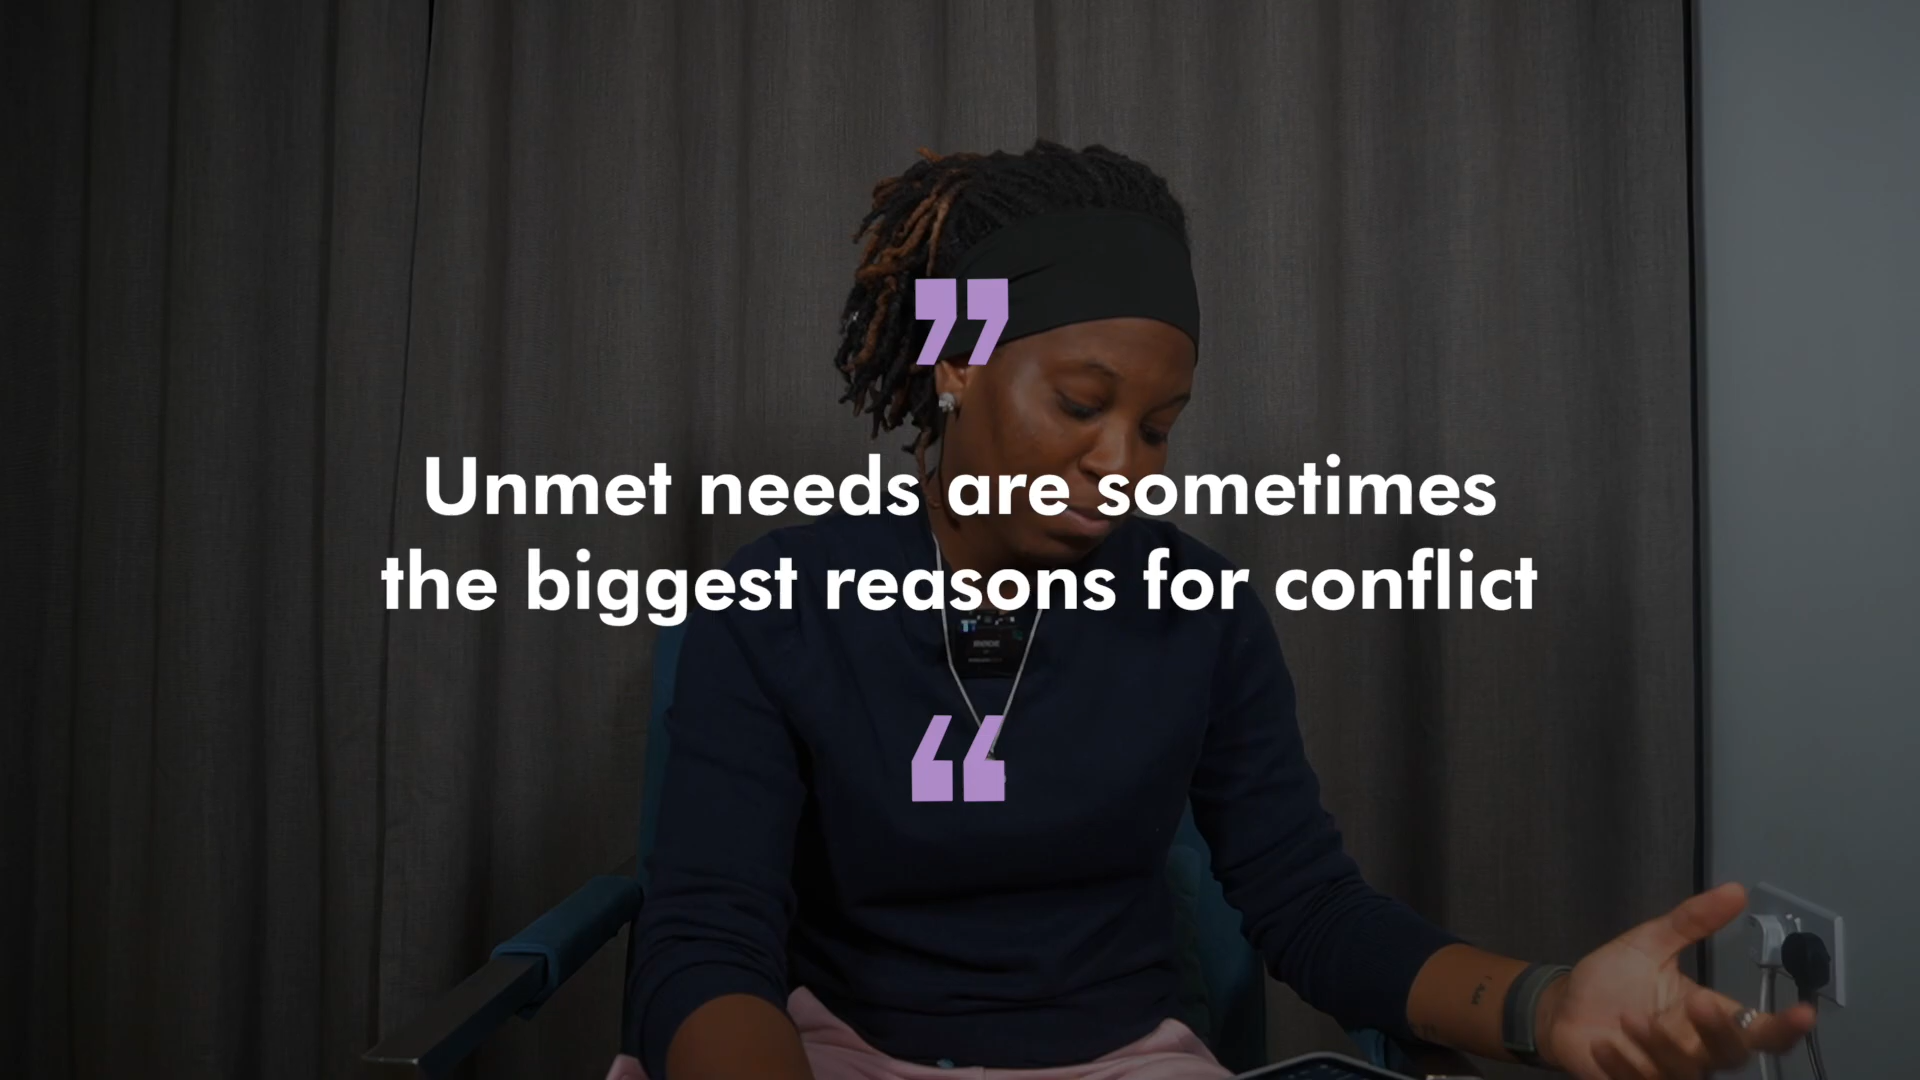 ”
Unmet needs are sometimes
the biggest reasons for conflict
“